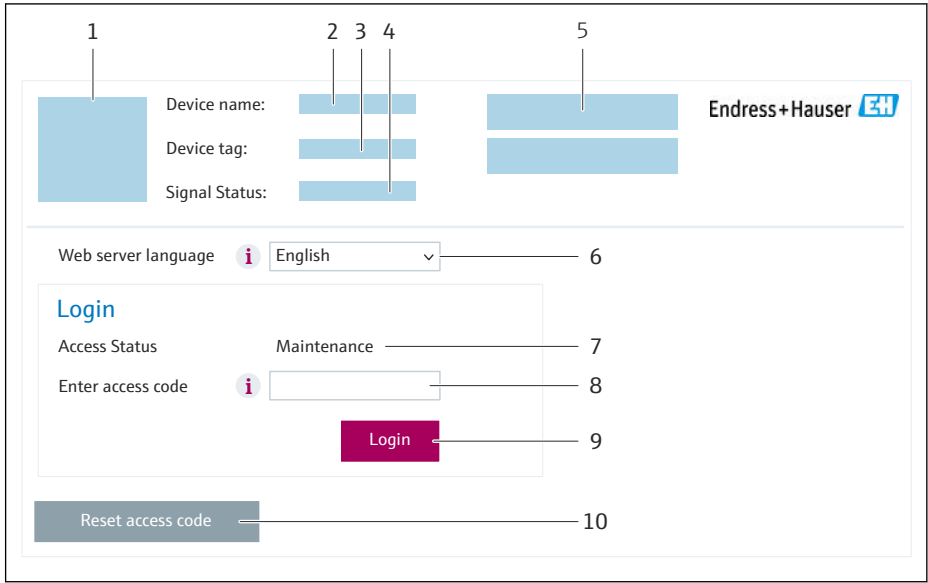 1 2 3 4 5
Device name:
Endress+Hauser EH
Device tag:
Signal Status:
Web server language i English 6
Login
Access Status Maintenance 7
Enter access code i 8
Login 9
Reset access code 10